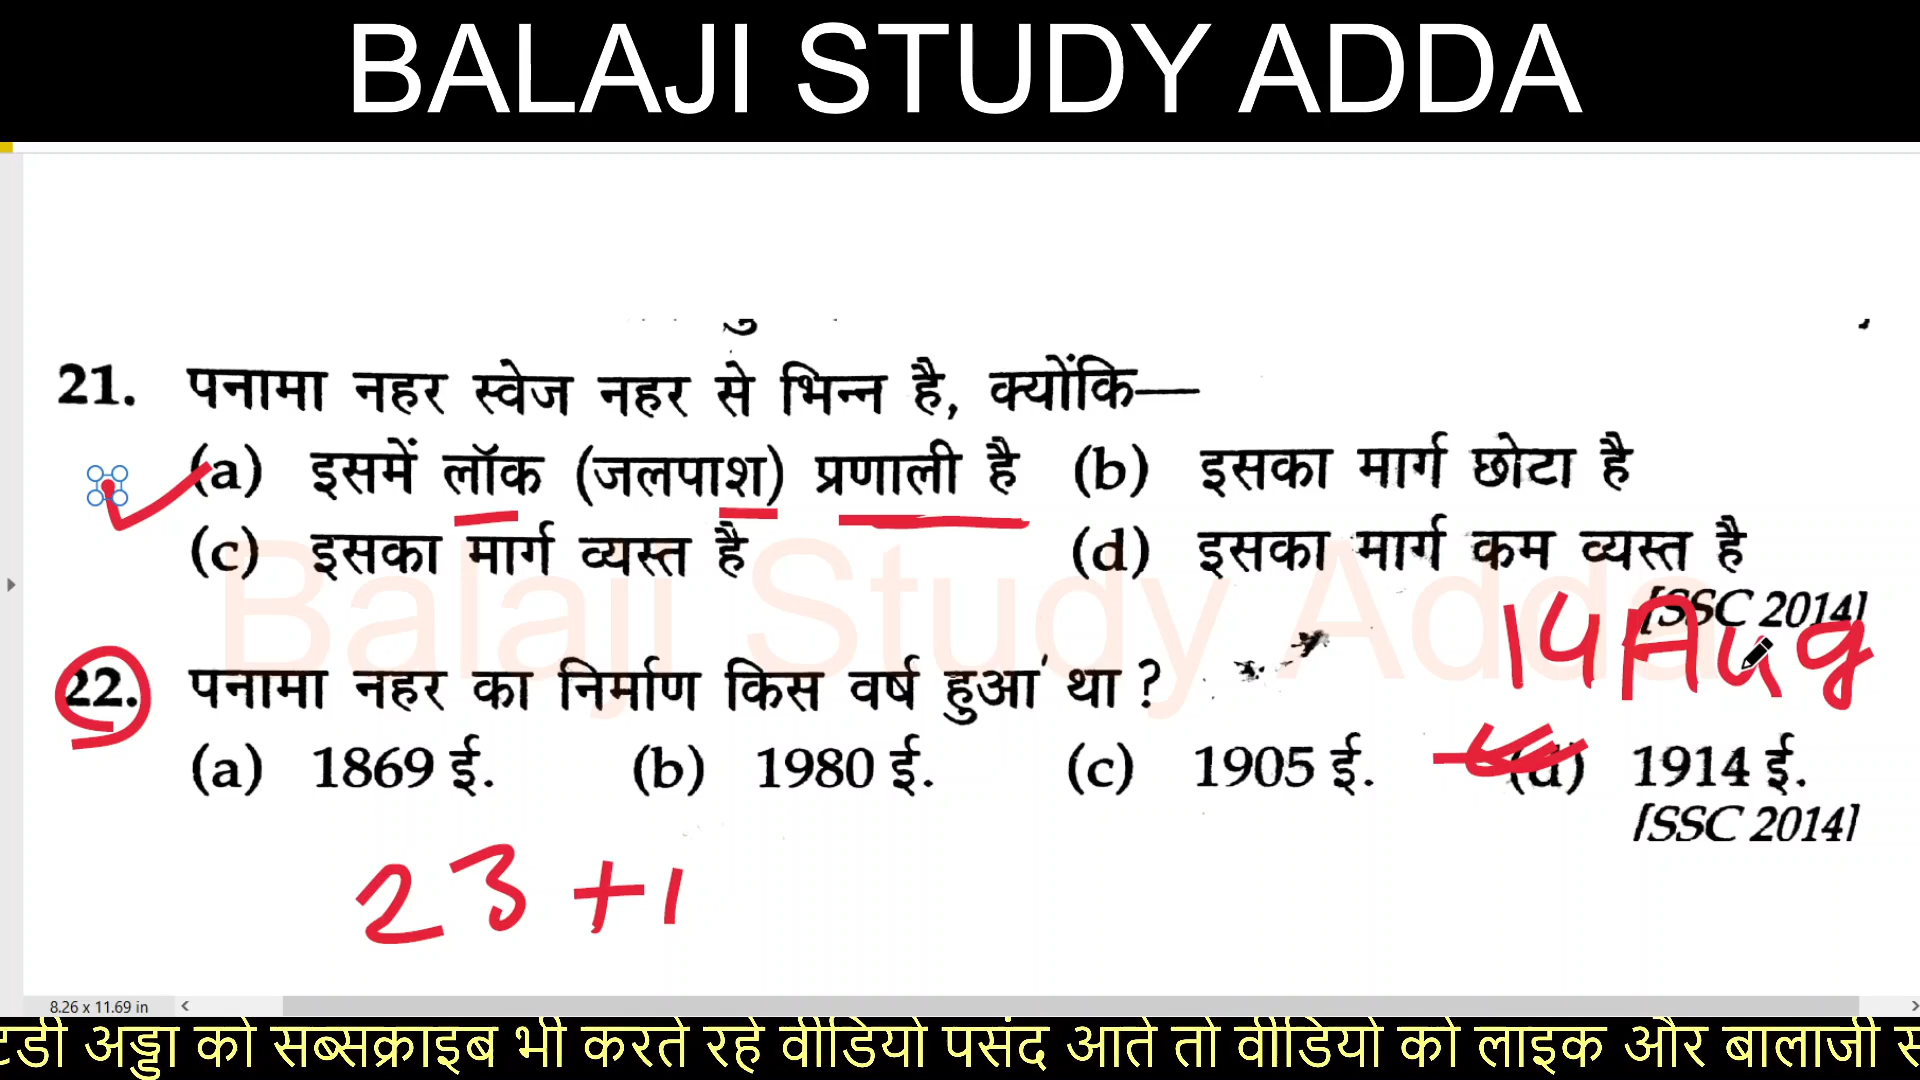 BALAJI STUDY ADDA
21. पनामा नहर स्वेज नहर से भिन्न है, क्योंकि—
(a) इसमें लॉक (जलपाश) प्रणाली है (b) इसका मार्ग छोटा है
(c) इसका मार्ग व्यस्त है (d) इसका मार्ग कम व्यस्त है
[SSC 2014]
Balaji Study Adda
14 Aug
22. पनामा नहर का निर्माण किस वर्ष हुआ था ?
(a) 1869 ई. (b) 1980 ई. (c) 1905 ई. (d) 1914 ई.
[SSC 2014]
23 +1
8.26 x 11.69 in
अड्डा को सब्सक्राइब भी करते रहे वीडियो पसंद आते तो वीडियो को लाइक और बालाजी